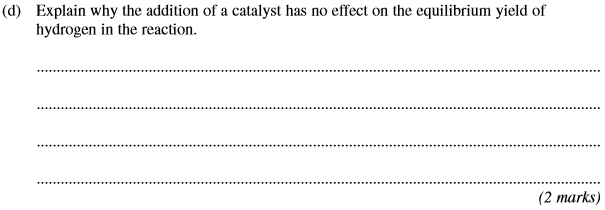 (d) Explain why the addition of a catalyst has no effect on the equilibrium yield of
hydrogen in the reaction.
(2 marks)